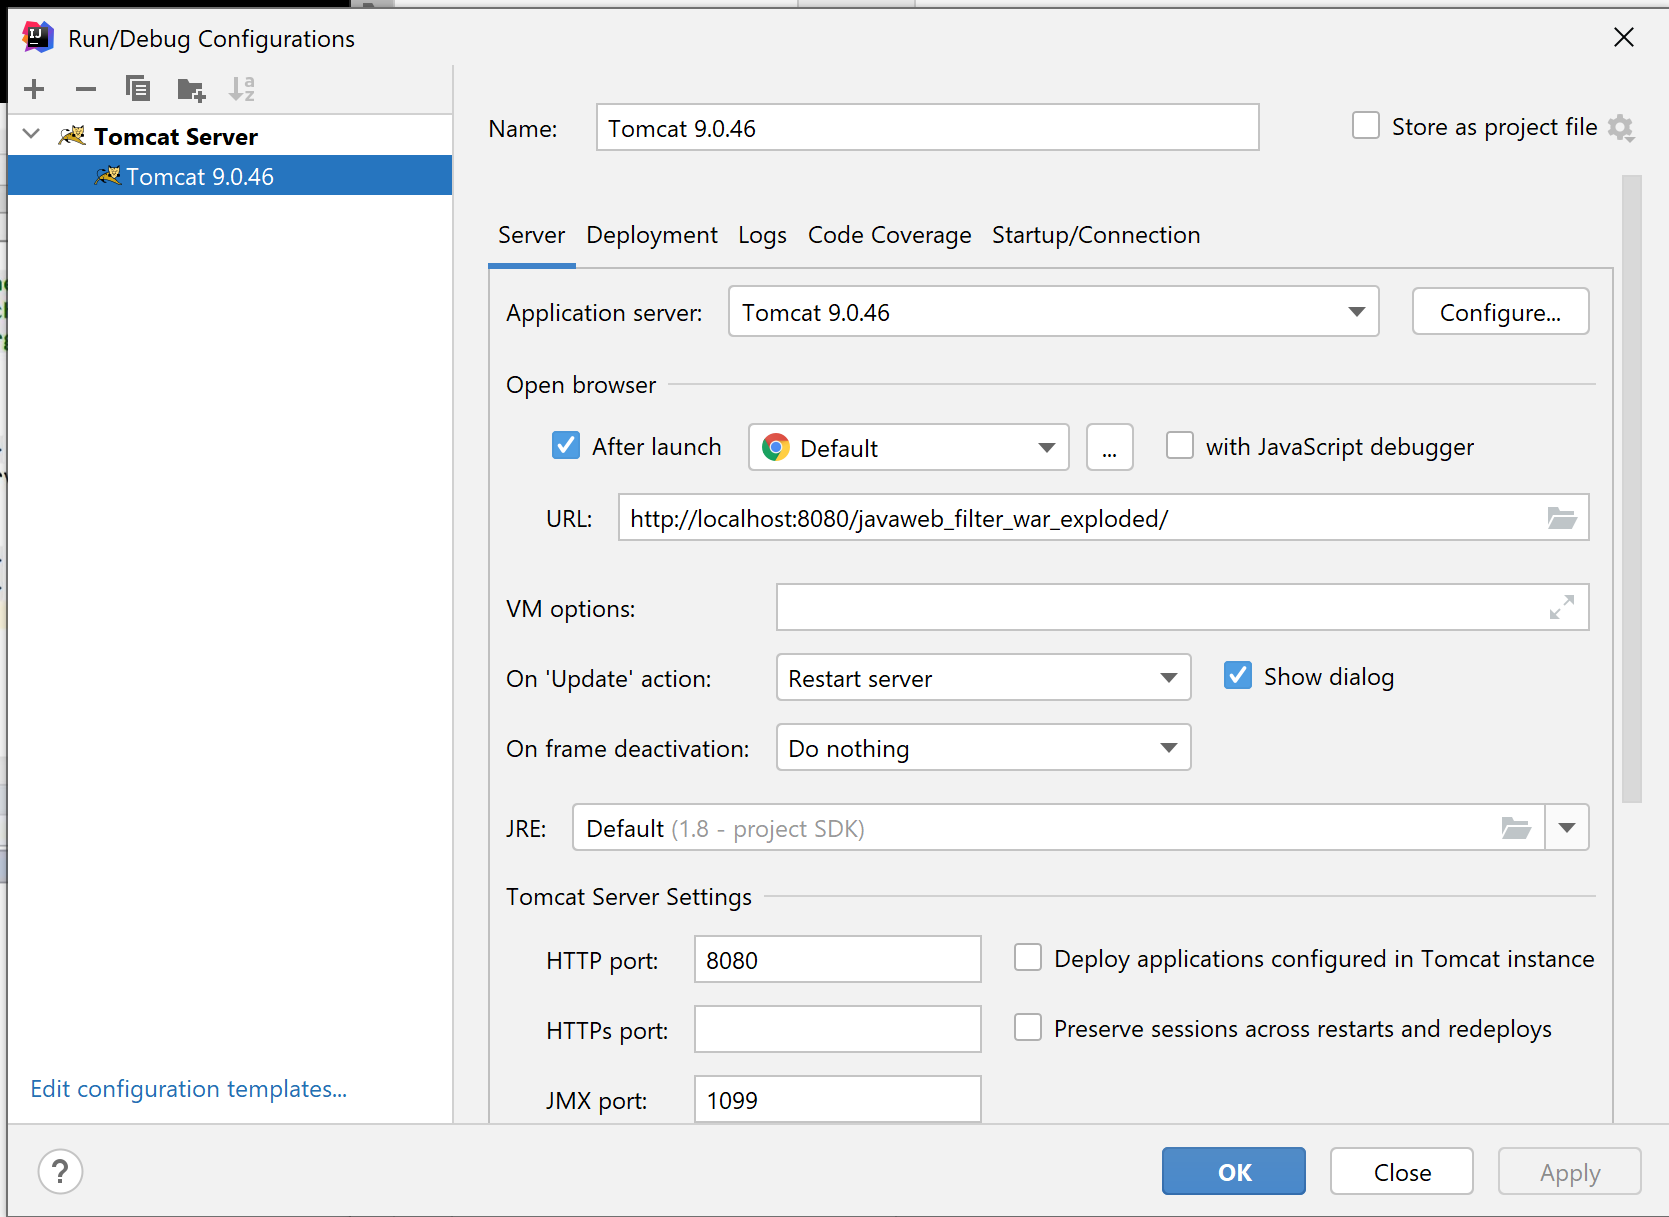 Run/Debug Configurations
Tomcat Server
Tomcat 9.0.46
Edit configuration templates...
Name: Tomcat 9.0.46 Store as project file
Server Deployment Logs Code Coverage Startup/Connection
Application server: Tomcat 9.0.46 Configure...
Open browser
After launch Default ... with JavaScript debugger
URL: http://localhost:8080/javaweb_filter_war_exploded/
VM options:
On 'Update' action: Restart server Show dialog
On frame deactivation: Do nothing
JRE: Default (1.8 - project SDK)
Tomcat Server Settings
HTTP port: 8080 Deploy applications configured in Tomcat instance
HTTPs port: Preserve sessions across restarts and redeploys
JMX port: 1099
? OK Close Apply